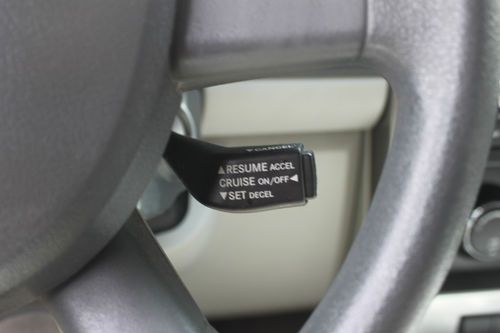 ▼CANCEL
▲RESUME ACCEL
CRUISE ON/OFF◀
▼SET DECEL